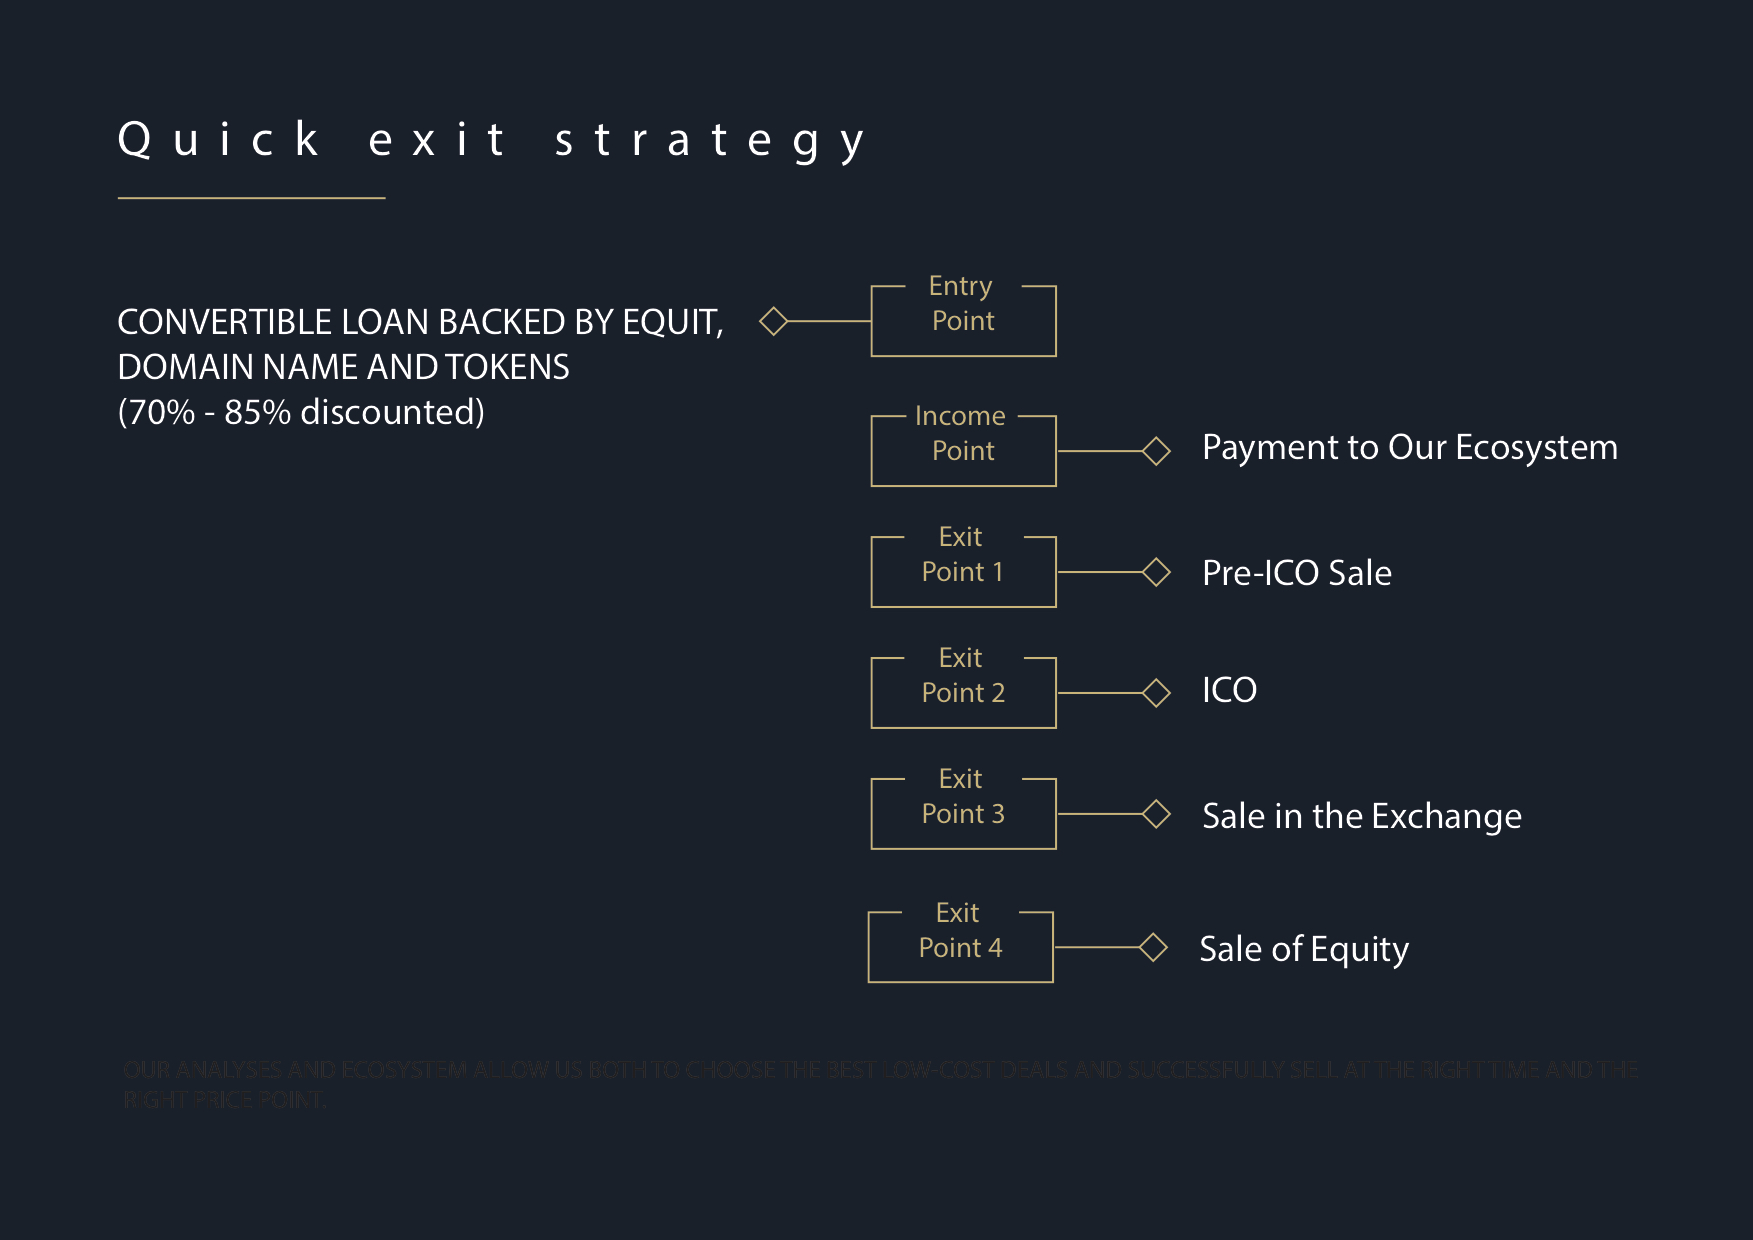 Quick exit strategy
CONVERTIBLE LOAN BACKED BY EQUIT,
DOMAIN NAME AND TOKENS
(70% - 85% discounted)
Entry
Point
Income
Point
Payment to Our Ecosystem
Exit
Point 1
Pre-ICO Sale
Exit
Point 2
ICO
Exit
Point 3
Sale in the Exchange
Exit
Point 4
Sale of Equity
OUR ANALYSES AND ECOSYSTEM ALLOW US BOTH TO CHOOSE THE BEST LOW-COST DEALS AND SUCCESSFULLY SELL AT THE RIGHT TIME AND THE
RIGHT PRICE POINT.